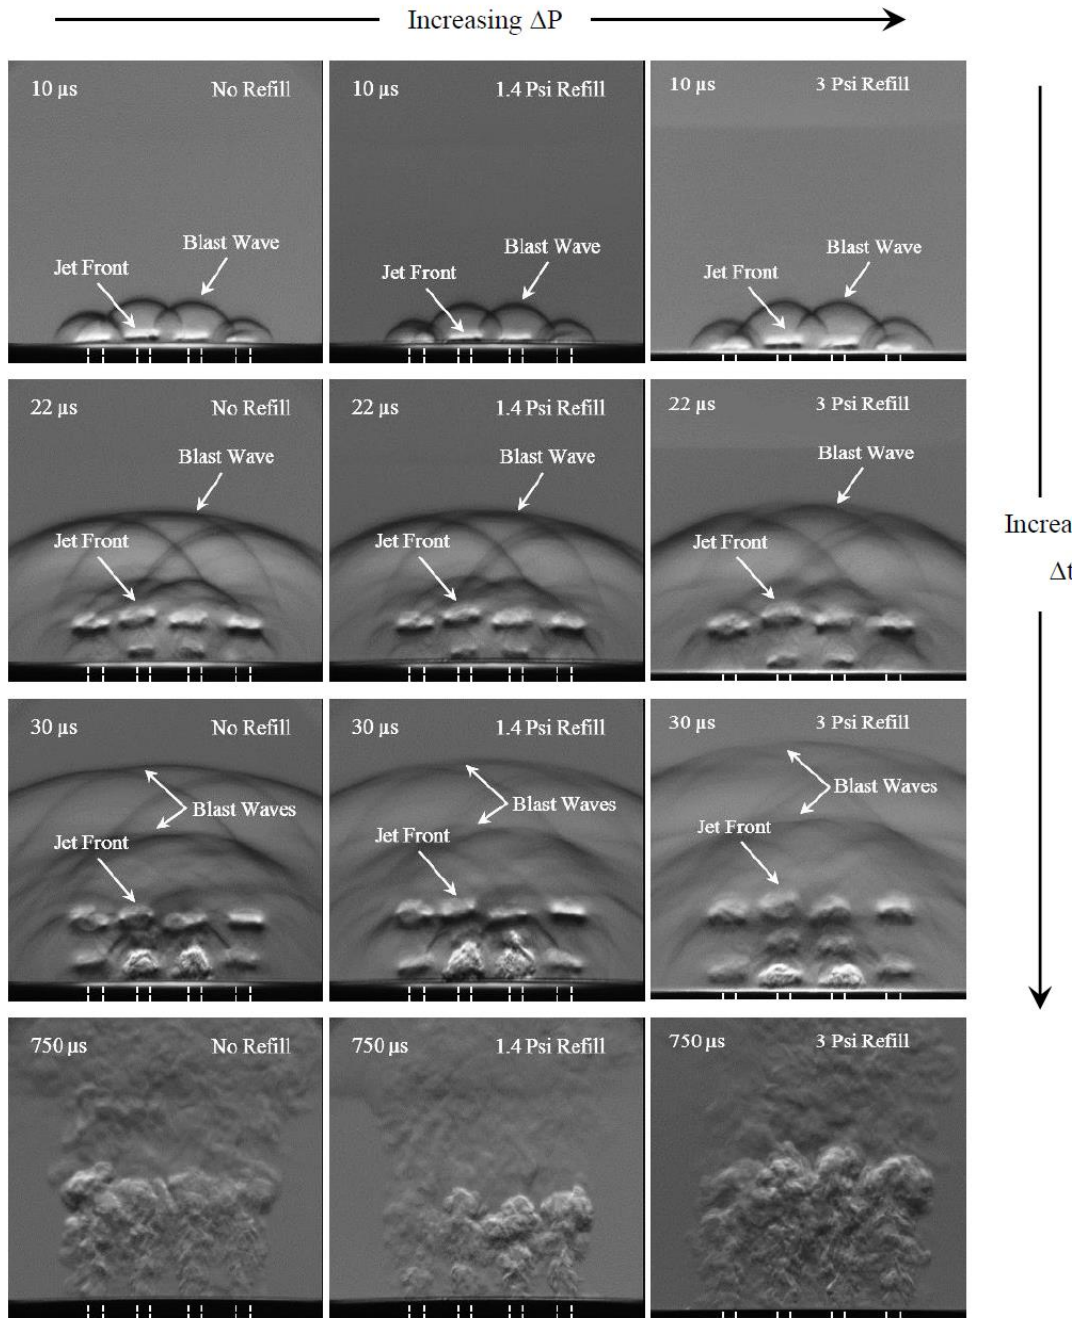 Increasing ΔP
10 μs No Refill
10 μs 1.4 Psi Refill
10 μs 3 Psi Refill
Blast Wave
Jet Front
Blast Wave
Jet Front
Blast Wave
Jet Front
22 μs No Refill
22 μs 1.4 Psi Refill
22 μs 3 Psi Refill
Blast Wave
Jet Front
Blast Wave
Jet Front
Blast Wave
Jet Front
Increa
Δt
30 μs No Refill
30 μs 1.4 Psi Refill
30 μs 3 Psi Refill
Blast Waves
Jet Front
Blast Waves
Jet Front
Blast Waves
Jet Front
750 μs No Refill
750 μs 1.4 Psi Refill
750 μs 3 Psi Refill